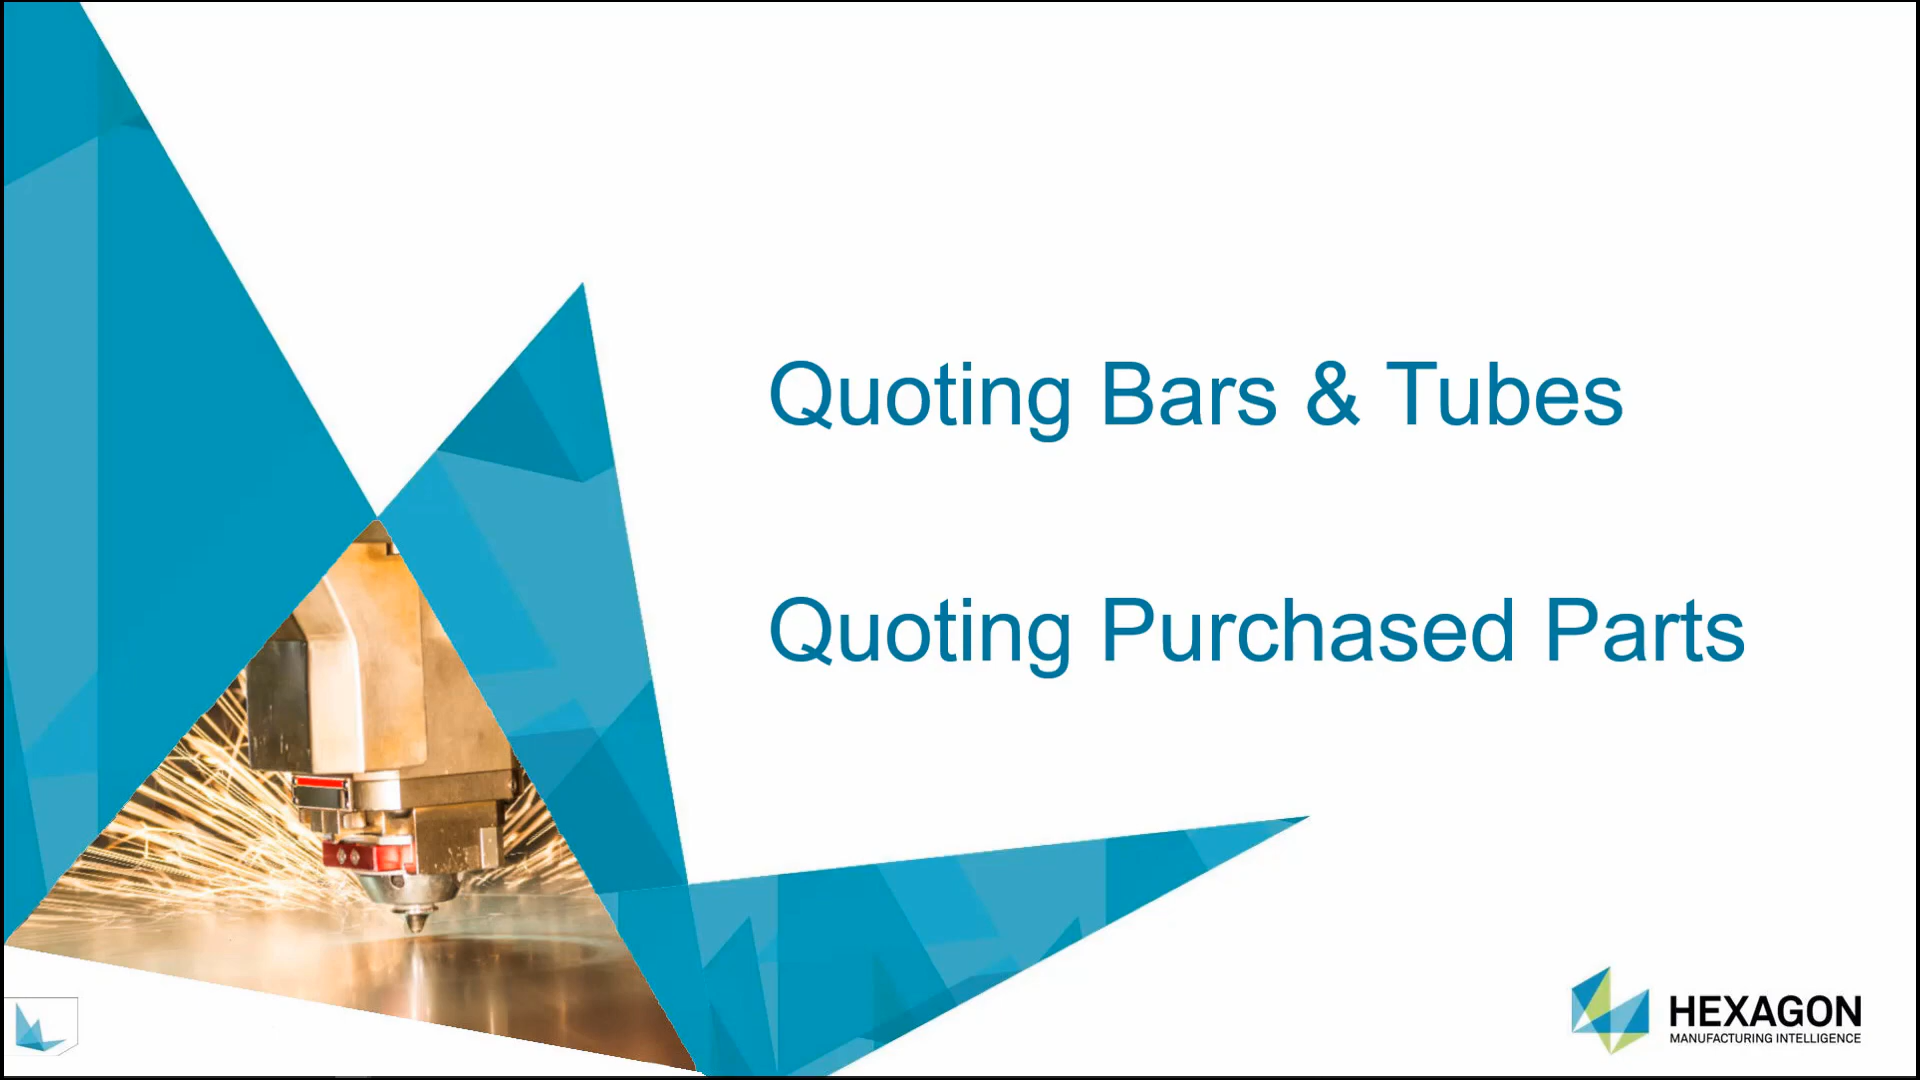 Quoting Bars & Tubes
Quoting Purchased Parts
HEXAGON
MANUFACTURING INTELLIGENCE